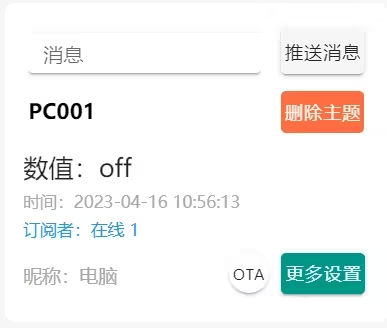 消息 推送消息
PC001 删除主题
数值：off
时间：2023-04-16 10:56:13
订阅者：在线 1
昵称：电脑 OTA 更多设置